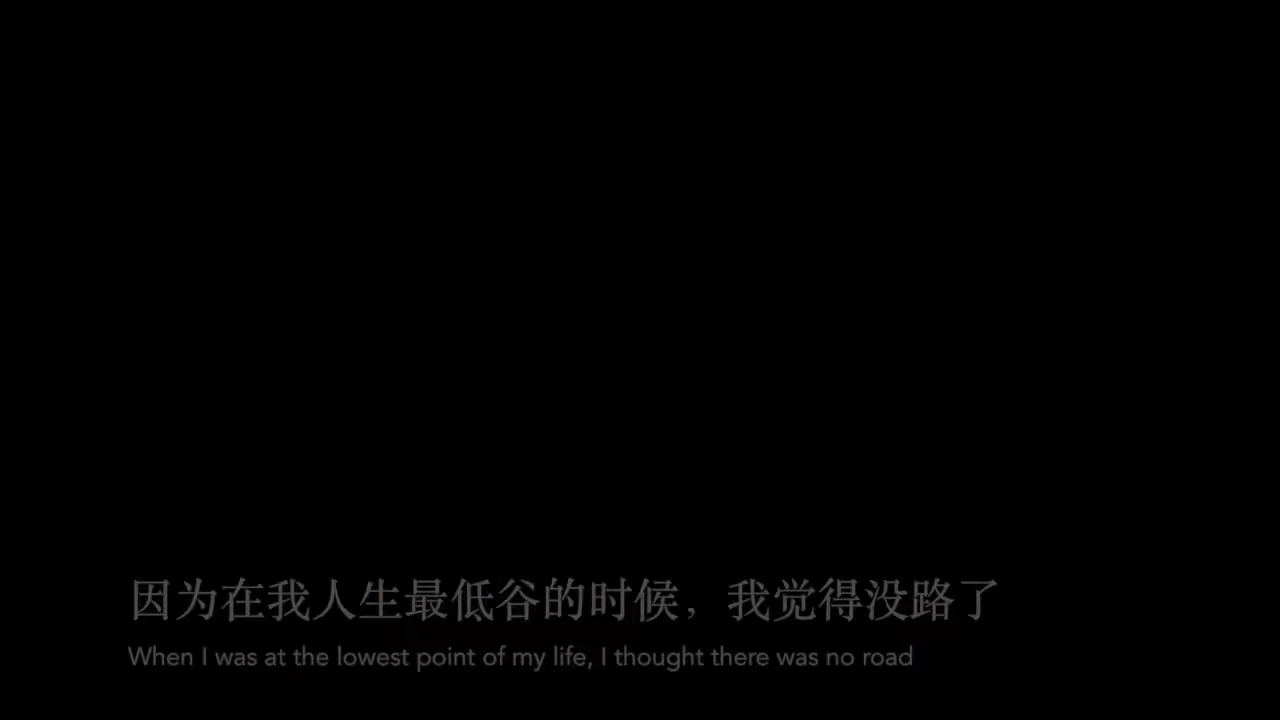 因为在我人生最低谷的时候，我觉得没路了
When I was at the lowest point of my life, I thought there was no road